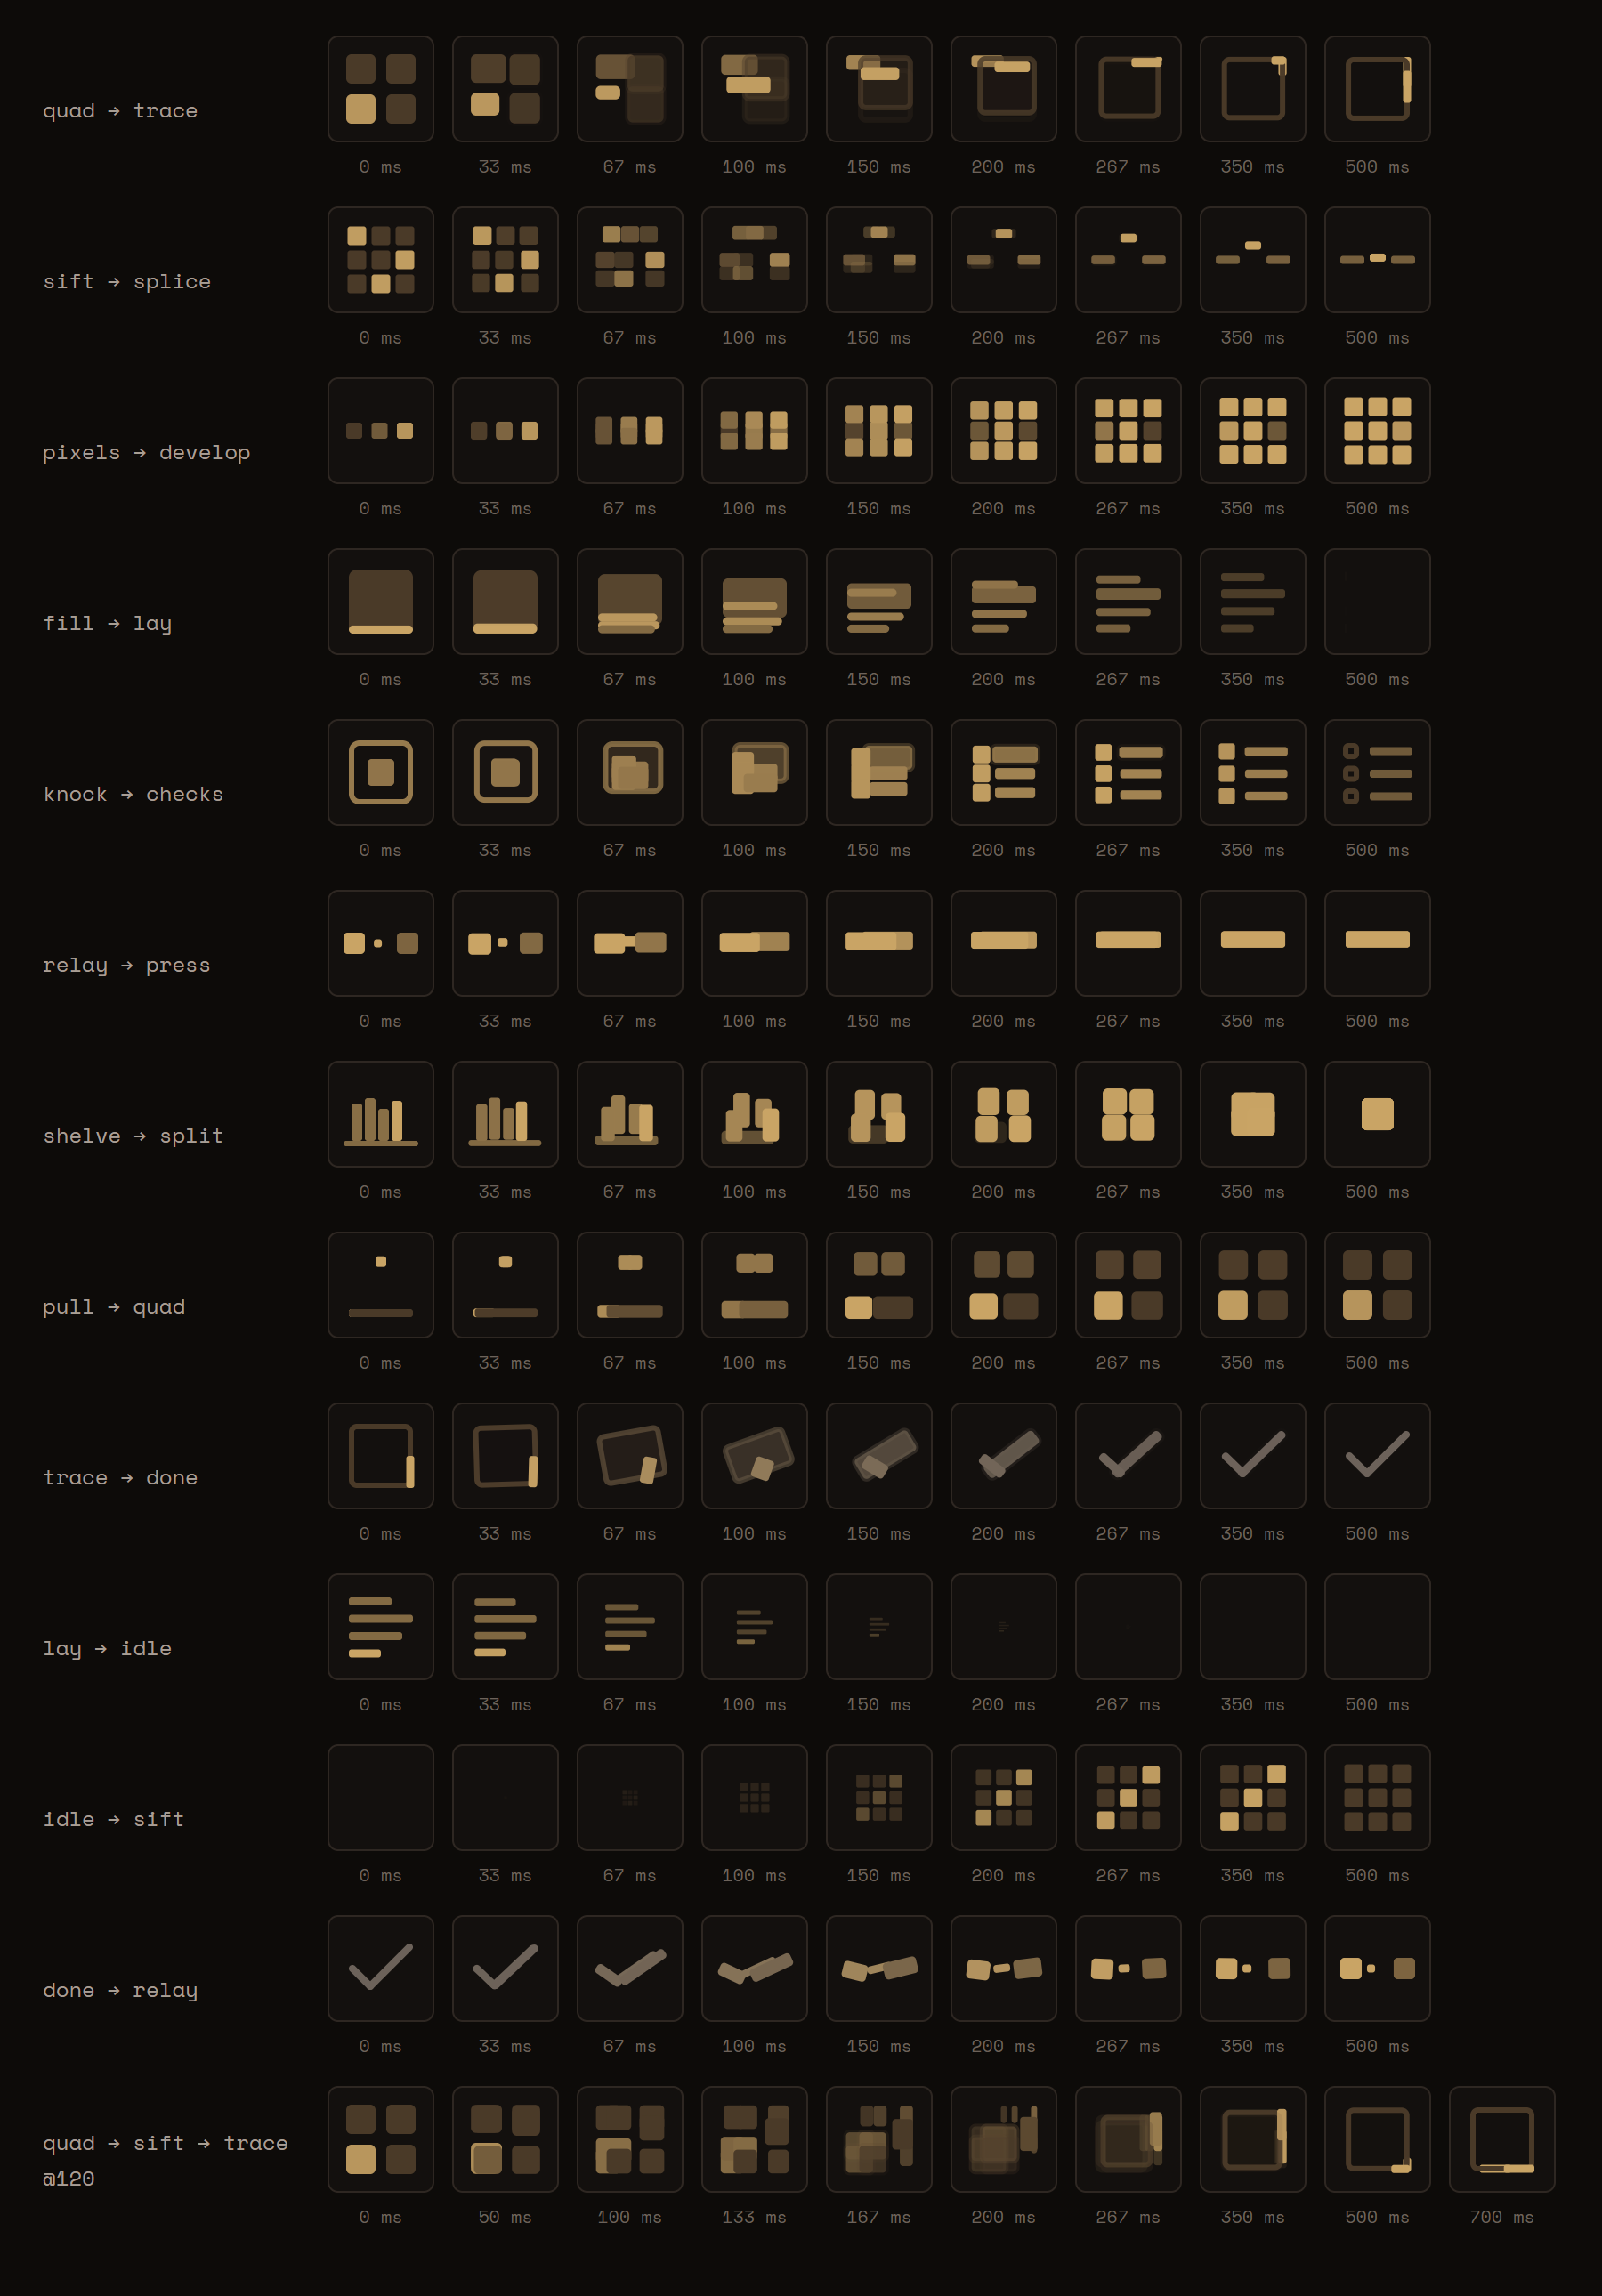 quad → trace
0 ms 33 ms 67 ms 100 ms 150 ms 200 ms 267 ms 350 ms 500 ms
sift → splice
0 ms 33 ms 67 ms 100 ms 150 ms 200 ms 267 ms 350 ms 500 ms
pixels → develop
0 ms 33 ms 67 ms 100 ms 150 ms 200 ms 267 ms 350 ms 500 ms
fill → lay
0 ms 33 ms 67 ms 100 ms 150 ms 200 ms 267 ms 350 ms 500 ms
knock → checks
0 ms 33 ms 67 ms 100 ms 150 ms 200 ms 267 ms 350 ms 500 ms
relay → press
0 ms 33 ms 67 ms 100 ms 150 ms 200 ms 267 ms 350 ms 500 ms
shelve → split
0 ms 33 ms 67 ms 100 ms 150 ms 200 ms 267 ms 350 ms 500 ms
pull → quad
0 ms 33 ms 67 ms 100 ms 150 ms 200 ms 267 ms 350 ms 500 ms
trace → done
0 ms 33 ms 67 ms 100 ms 150 ms 200 ms 267 ms 350 ms 500 ms
lay → idle
0 ms 33 ms 67 ms 100 ms 150 ms 200 ms 267 ms 350 ms 500 ms
idle → sift
0 ms 33 ms 67 ms 100 ms 150 ms 200 ms 267 ms 350 ms 500 ms
done → relay
0 ms 33 ms 67 ms 100 ms 150 ms 200 ms 267 ms 350 ms 500 ms
quad → sift → trace
@120
0 ms 50 ms 100 ms 133 ms 167 ms 200 ms 267 ms 350 ms 500 ms 700 ms